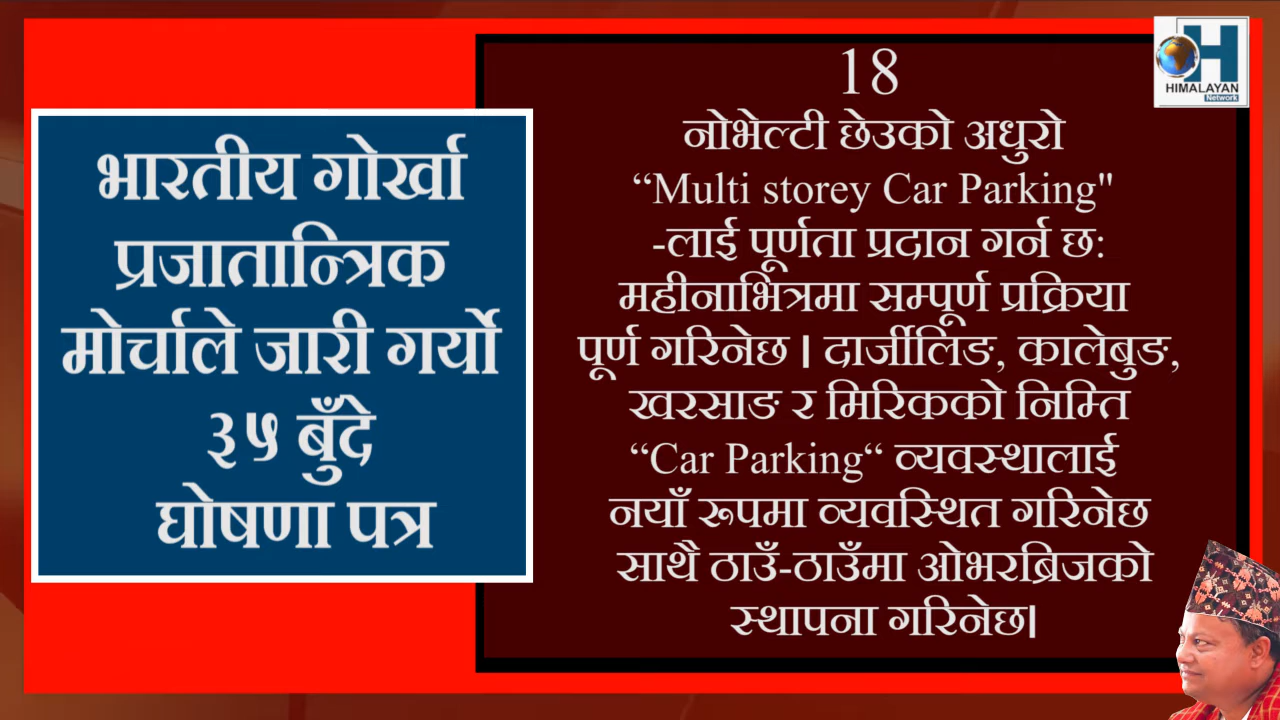 भारतीय गोर्खा
प्रजातान्त्रिक
मोर्चाले जारी गर्यो
३५ बुँदे
घोषणा पत्र
18
नोभेल्टी छेउको अधुरो
“Multi storey Car Parking"
-लाई पूर्णता प्रदान गर्न छ:
महीनाभित्रमा सम्पूर्ण प्रक्रिया
पूर्ण गरिनेछ । दार्जीलिङ, कालेबुङ,
खरसाङ र मिरिकको निम्ति
“Car Parking“ व्यवस्थालाई
नयाँ रूपमा व्यवस्थित गरिनेछ
साथै ठाउँ-ठाउँमा ओभरब्रिजको
स्थापना गरिनेछ।
H
HIMALAYAN
Network